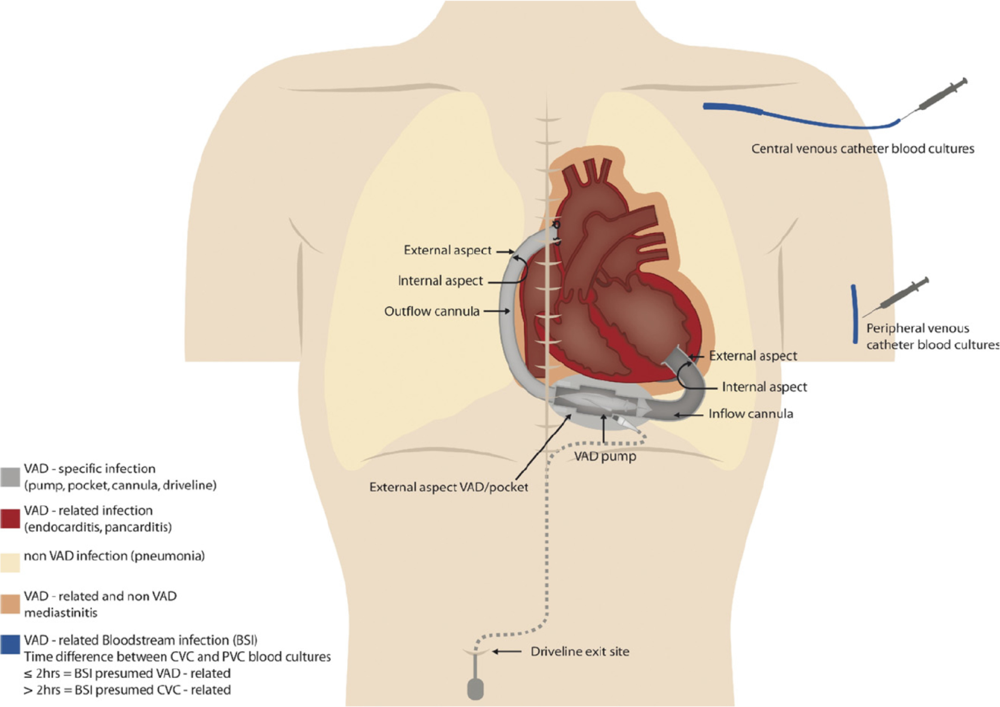 Central venous catheter blood cultures
External aspect
Internal aspect
Outflow cannula
Peripheral venous
catheter blood cultures
External aspect
Internal aspect
Inflow cannula
VAD pump
External aspect VAD/pocket
Driveline exit site
VAD - specific infection
(pump, pocket, cannula, driveline)
VAD - related infection
(endocarditis, pancarditis)
non VAD infection (pneumonia)
VAD - related and non VAD
mediastinitis
VAD - related Bloodstream infection (BSI)
Time difference between CVC and PVC blood cultures
≤ 2hrs = BSI presumed VAD - related
> 2hrs = BSI presumed CVC - related